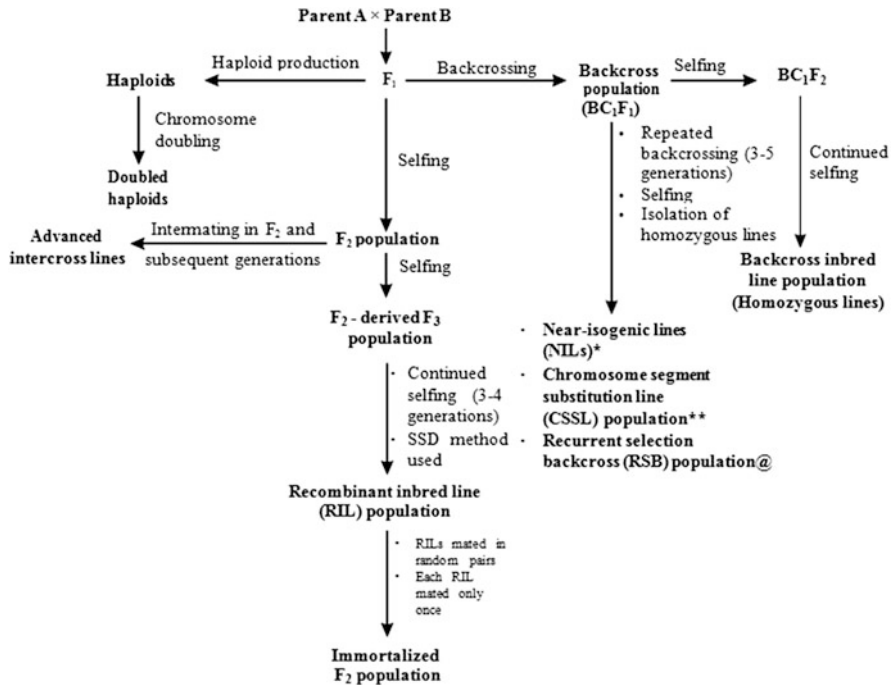 Parent A × Parent B
Haploids
Haploid production
F₁
Backcrossing
Backcross
population
(BC₁F₁)
Selfing
BC₁F₂
Chromosome
doubling
Doubled
haploids
Selfing
• Repeated
backcrossing (3-5
generations)
• Selfing
• Isolation of
homozygous lines
Continued
selfing
Advanced
intercross lines
Intermating in F₂ and
subsequent generations
F₂ population
Backcross inbred
line population
(Homozygous lines)
Selfing
F₂ - derived F₃
population
• Near-isogenic lines
(NILs)*
• Chromosome segment
substitution line
(CSSL) population**
• Recurrent selection
backcross (RSB) population@
• Continued
selfing (3-4
generations)
• SSD method
used
Recombinant inbred line
(RIL) population
• RILs mated in
random pairs
• Each RIL
mated only
once
Immortalized
F₂ population